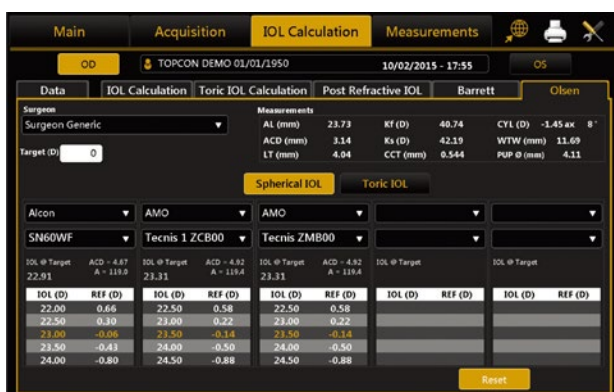 Main Acquisition IOL Calculation Measurements
OD TOPCON DEMO 01/01/1950 10/02/2015 - 17:55 OS
Data IOL Calculation Toric IOL Calculation Post Refractive IOL Barrett Olsen
Surgeon Measurements
Surgeon Generic AL (mm) 23.73 Kf (D) 40.74 CYL (D) -1.45 ax 8°
ACD (mm) 3.14 Ks (D) 42.19 WTW (mm) 11.69
Target (D) 0 LT (mm) 4.04 CCT (mm) 0.544 PUP Ø (mm) 4.11
Spherical IOL Toric IOL
Alcon AMO AMO
SN60WF Tecnis 1 ZCB00 Tecnis ZMB00
IOL @ Target ACD = 4.67 IOL @ Target ACD = 4.92 IOL @ Target ACD = 4.92 IOL @ Target IOL @ Target
22.91 A = 119.0 23.31 A = 119.4 23.31 A = 119.4
IOL (D) REF (D) IOL (D) REF (D) IOL (D) REF (D) IOL (D) REF (D) IOL (D) REF (D)
22.00 0.66 22.50 0.58 22.50 0.58
22.50 0.30 23.00 0.22 23.00 0.22
23.00 -0.06 23.50 -0.14 23.50 -0.14
23.50 -0.43 24.00 -0.50 24.00 -0.50
24.00 -0.80 24.50 -0.88 24.50 -0.88
Reset